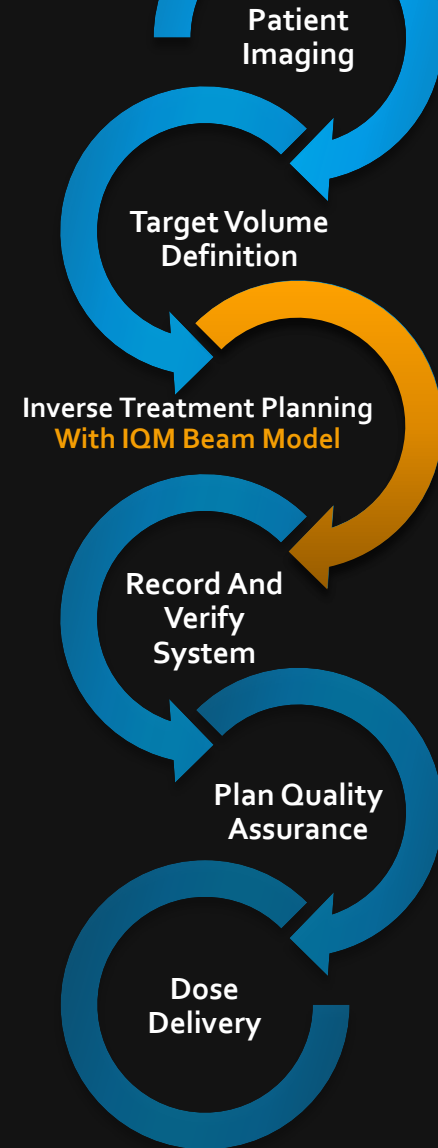 Patient
Imaging
Target Volume
Definition
Inverse Treatment Planning
With IQM Beam Model
Record And
Verify
System
Plan Quality
Assurance
Dose
Delivery